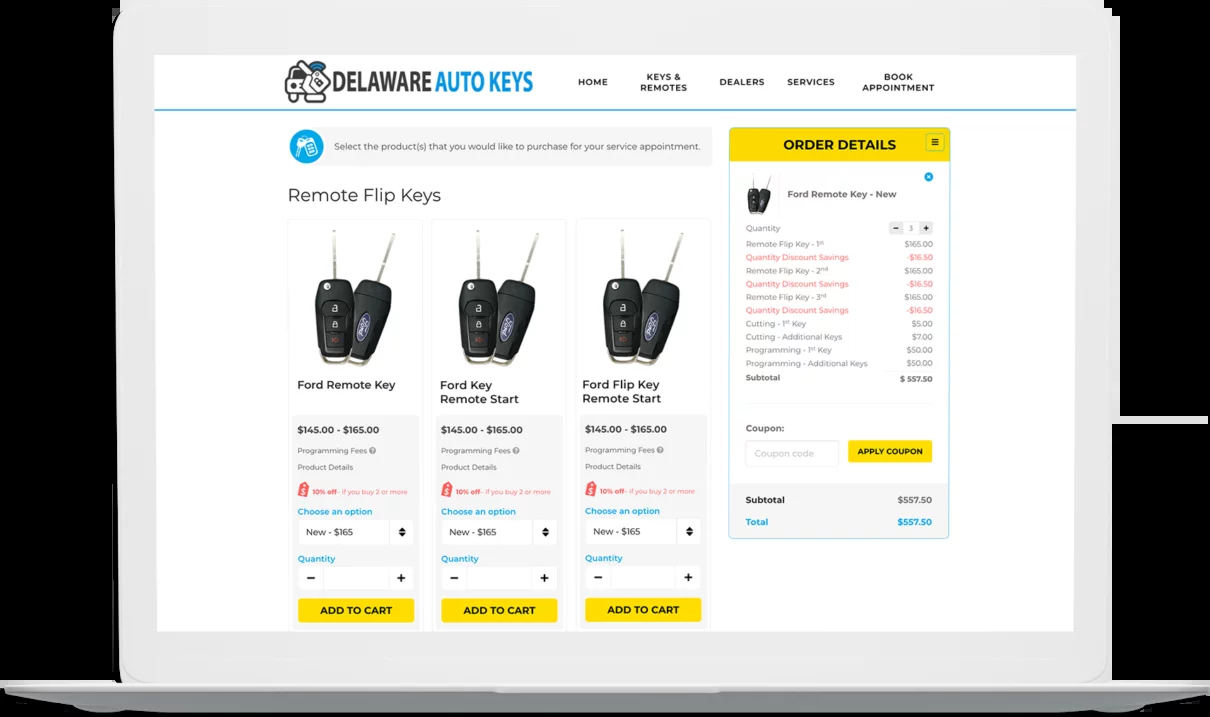 DELAWARE AUTO KEYS
HOME
KEYS &
REMOTES
DEALERS
SERVICES
BOOK
APPOINTMENT
Select the product(s) that you would like to purchase for your service appointment.
Remote Flip Keys
Ford
Ford Remote Key
$145.00 - $165.00
Programming Fees ?
Product Details
10% off- If you buy 2 or more
Choose an option
New - $165
Quantity
− +
ADD TO CART
Ford
Ford Key
Remote Start
$145.00 - $165.00
Programming Fees ?
Product Details
10% off- If you buy 2 or more
Choose an option
New - $165
Quantity
− +
ADD TO CART
Ford
Ford Flip Key
Remote Start
$145.00 - $165.00
Programming Fees ?
Product Details
10% off- If you buy 2 or more
Choose an option
New - $165
Quantity
− +
ADD TO CART
ORDER DETAILS
Ford Remote Key - New
Quantity − 3 +
Remote Flip Key - 1st $165.00
Quantity Discount Savings -$16.50
Remote Flip Key - 2nd $165.00
Quantity Discount Savings -$16.50
Remote Flip Key - 3rd $165.00
Quantity Discount Savings -$16.50
Cutting - 1st Key $5.00
Cutting - Additional Keys $7.00
Programming - 1st Key $50.00
Programming - Additional Keys $50.00
Subtotal $ 557.50
Coupon:
Coupon code APPLY COUPON
Subtotal $557.50
Total $557.50